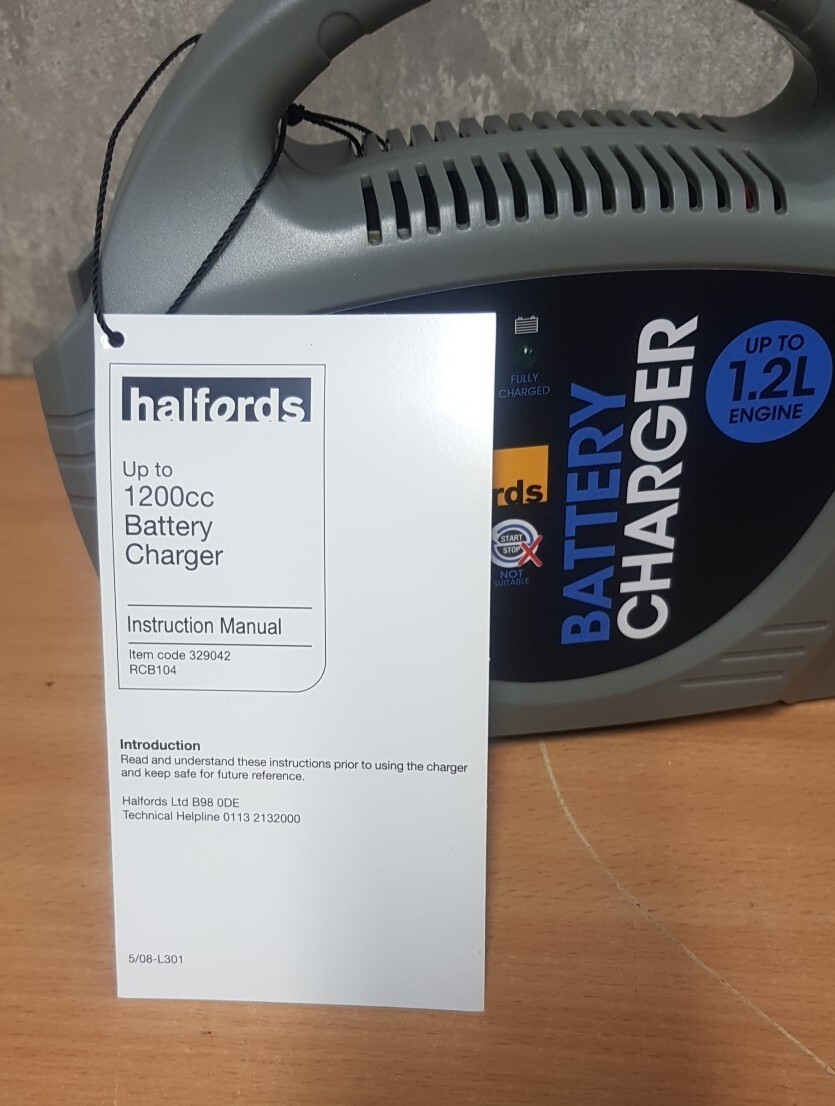 halfords
Up to
1200cc
Battery
Charger
Instruction Manual
Item code 329042
RCB104
Introduction
Read and understand these instructions prior to using the charger
and keep safe for future reference.
Halfords Ltd B98 0DE
Technical Helpline 0113 2132000
5/08-L301
FULLY
CHARGED
rds
START
STOP
NOT
SUITABLE
BATTERY
CHARGER
UP TO
1.2L
ENGINE